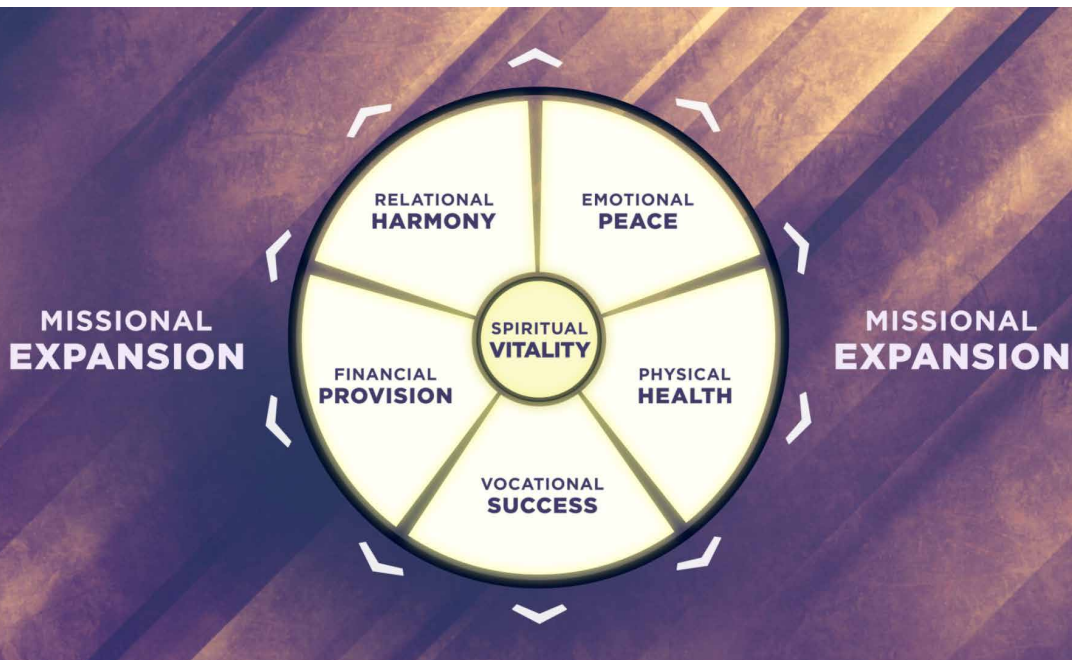 RELATIONAL
HARMONY
EMOTIONAL
PEACE
MISSIONAL
EXPANSION
SPIRITUAL
VITALITY
MISSIONAL
EXPANSION
FINANCIAL
PROVISION
PHYSICAL
HEALTH
VOCATIONAL
SUCCESS